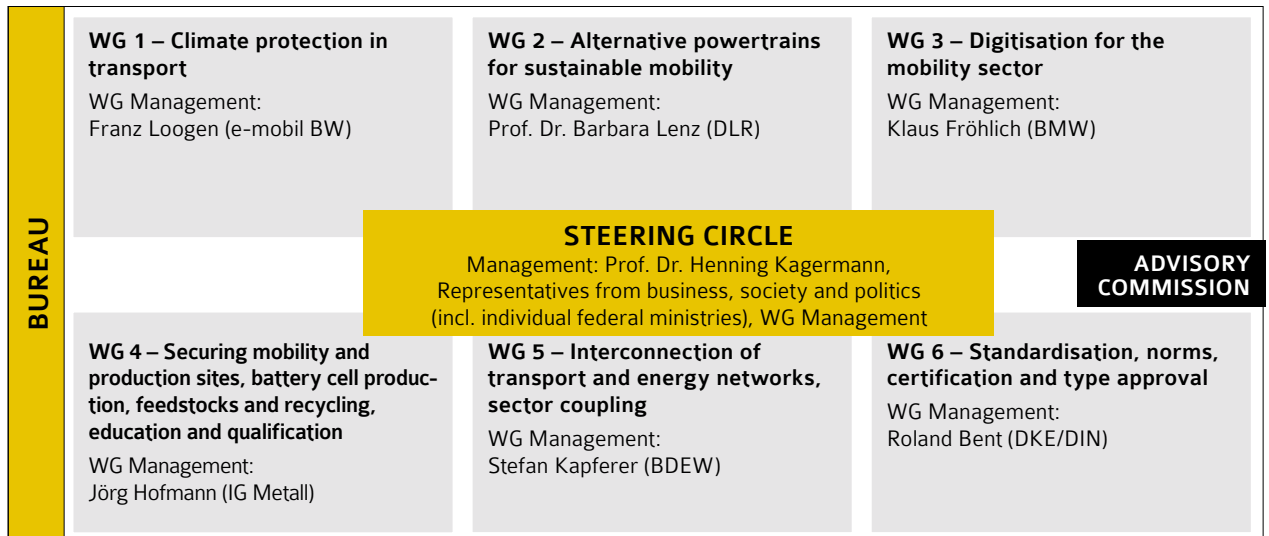 BUREAU
WG 1 – Climate protection in
transport
WG Management:
Franz Loogen (e-mobil BW)
WG 2 – Alternative powertrains
for sustainable mobility
WG Management:
Prof. Dr. Barbara Lenz (DLR)
WG 3 – Digitisation for the
mobility sector
WG Management:
Klaus Fröhlich (BMW)
STEERING CIRCLE
Management: Prof. Dr. Henning Kagermann,
Representatives from business, society and politics
(incl. individual federal ministries), WG Management
ADVISORY
COMMISSION
WG 4 – Securing mobility and
production sites, battery cell produc-
tion, feedstocks and recycling,
education and qualification
WG Management:
Jörg Hofmann (IG Metall)
WG 5 – Interconnection of
transport and energy networks,
sector coupling
WG Management:
Stefan Kapferer (BDEW)
WG 6 – Standardisation, norms,
certification and type approval
WG Management:
Roland Bent (DKE/DIN)